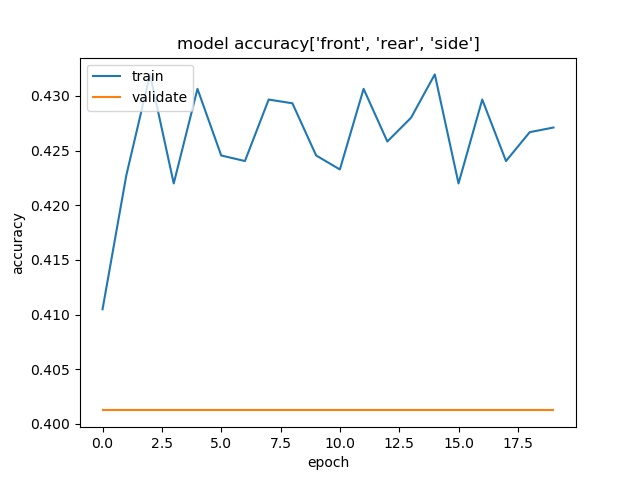 model accuracy['front', 'rear', 'side']
train
validate
0.430
0.425
0.420
0.415
0.410
0.405
0.400
accuracy
0.0 2.5 5.0 7.5 10.0 12.5 15.0 17.5
epoch